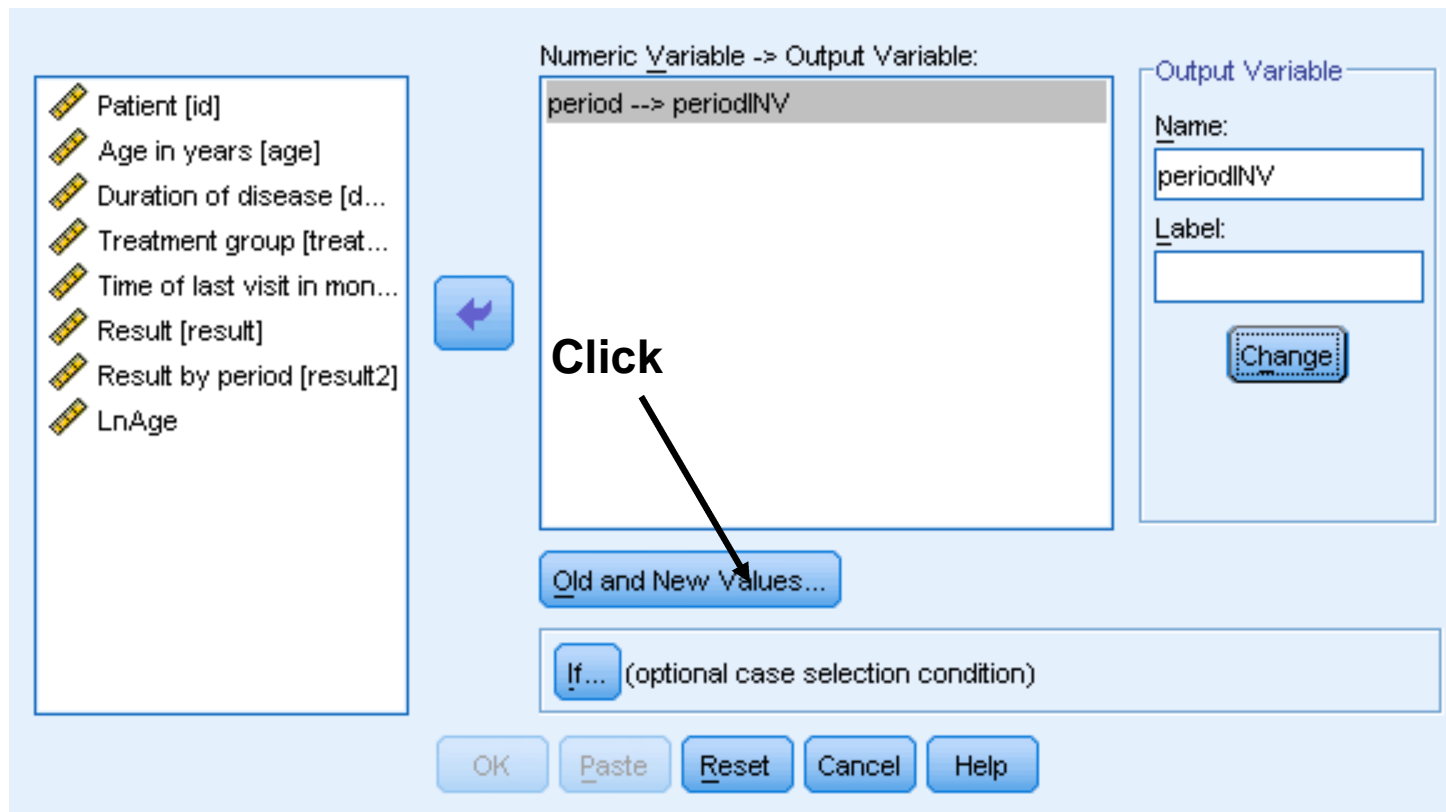 Patient [id]
Age in years [age]
Duration of disease [d...
Treatment group [treat...
Time of last visit in mon...
Result [result]
Result by period [result2]
LnAge
Numeric Variable -> Output Variable:
period --> periodINV
Click
Old and New Values...
If... (optional case selection condition)
Output Variable
Name:
periodINV
Label:
Change
OK Paste Reset Cancel Help